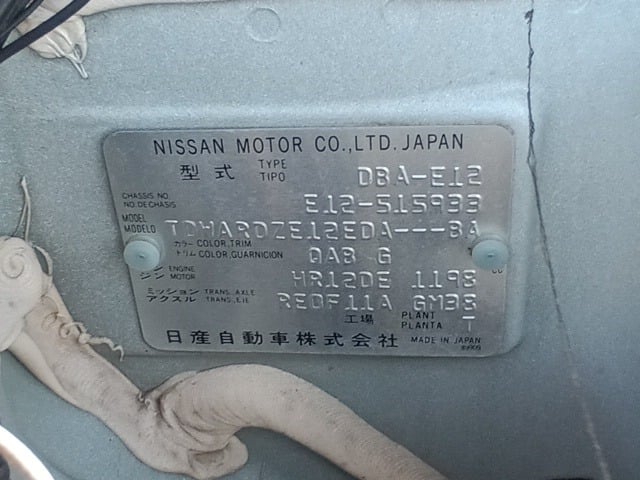 NISSAN MOTOR CO.,LTD. JAPAN
型式 TYPE TIPO DBA-E12
CHASSIS NO. NO. DE CHASIS E12-515933
MODEL MODELO TDHARDZE12EDA---BA
カラー COLOR, TRIM
トリム COLOR, GUARNICION QAB G
ジン ENGINE MOTOR HR12DE 1198 cc
ミッション TRANS. AXLE
アクスル TRANS. EJE REOF11A GM38
工場 PLANT PLANTA T
日産自動車株式会社 MADE IN JAPAN